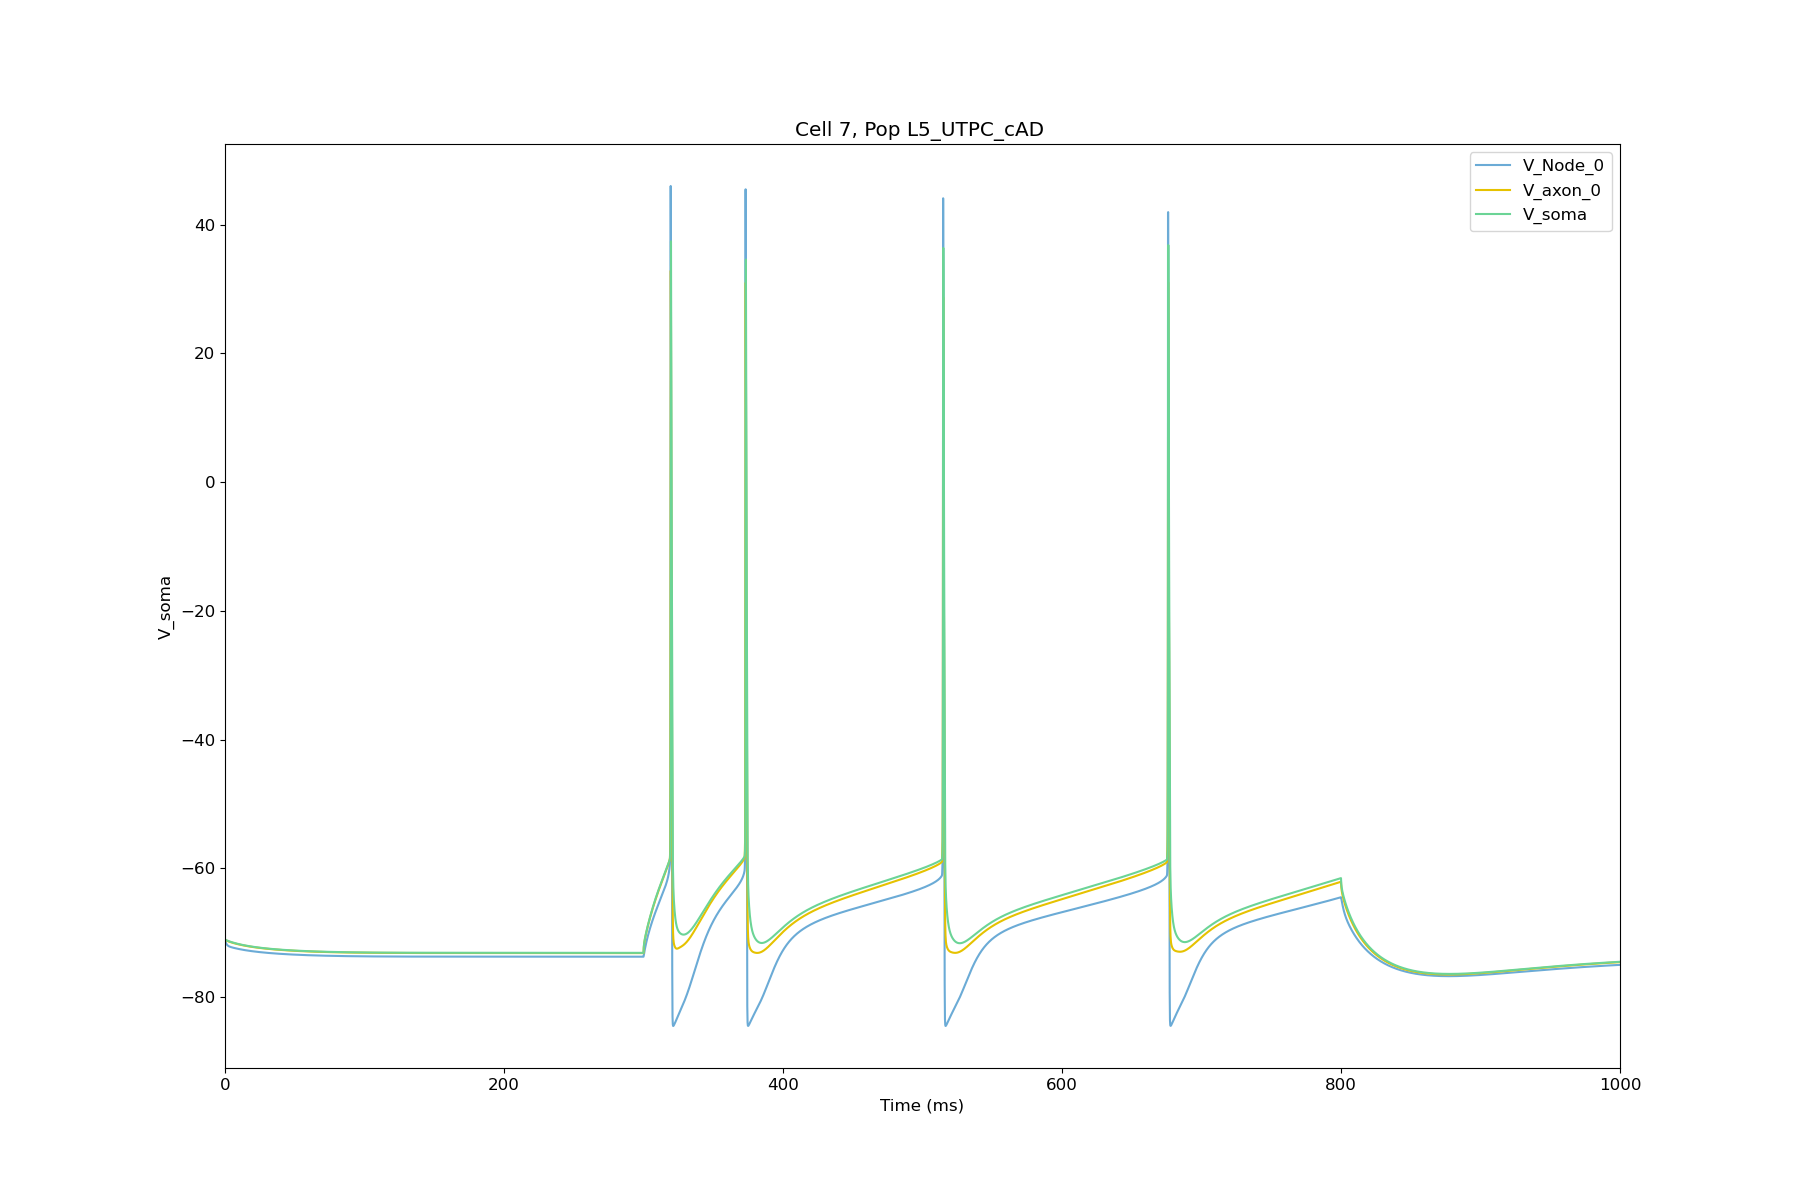 Cell 7, Pop L5_UTPC_cAD
V_Node_0
V_axon_0
V_soma
40
20
0
−20
−40
−60
−80
V_soma
0 200 400 600 800 1000
Time (ms)